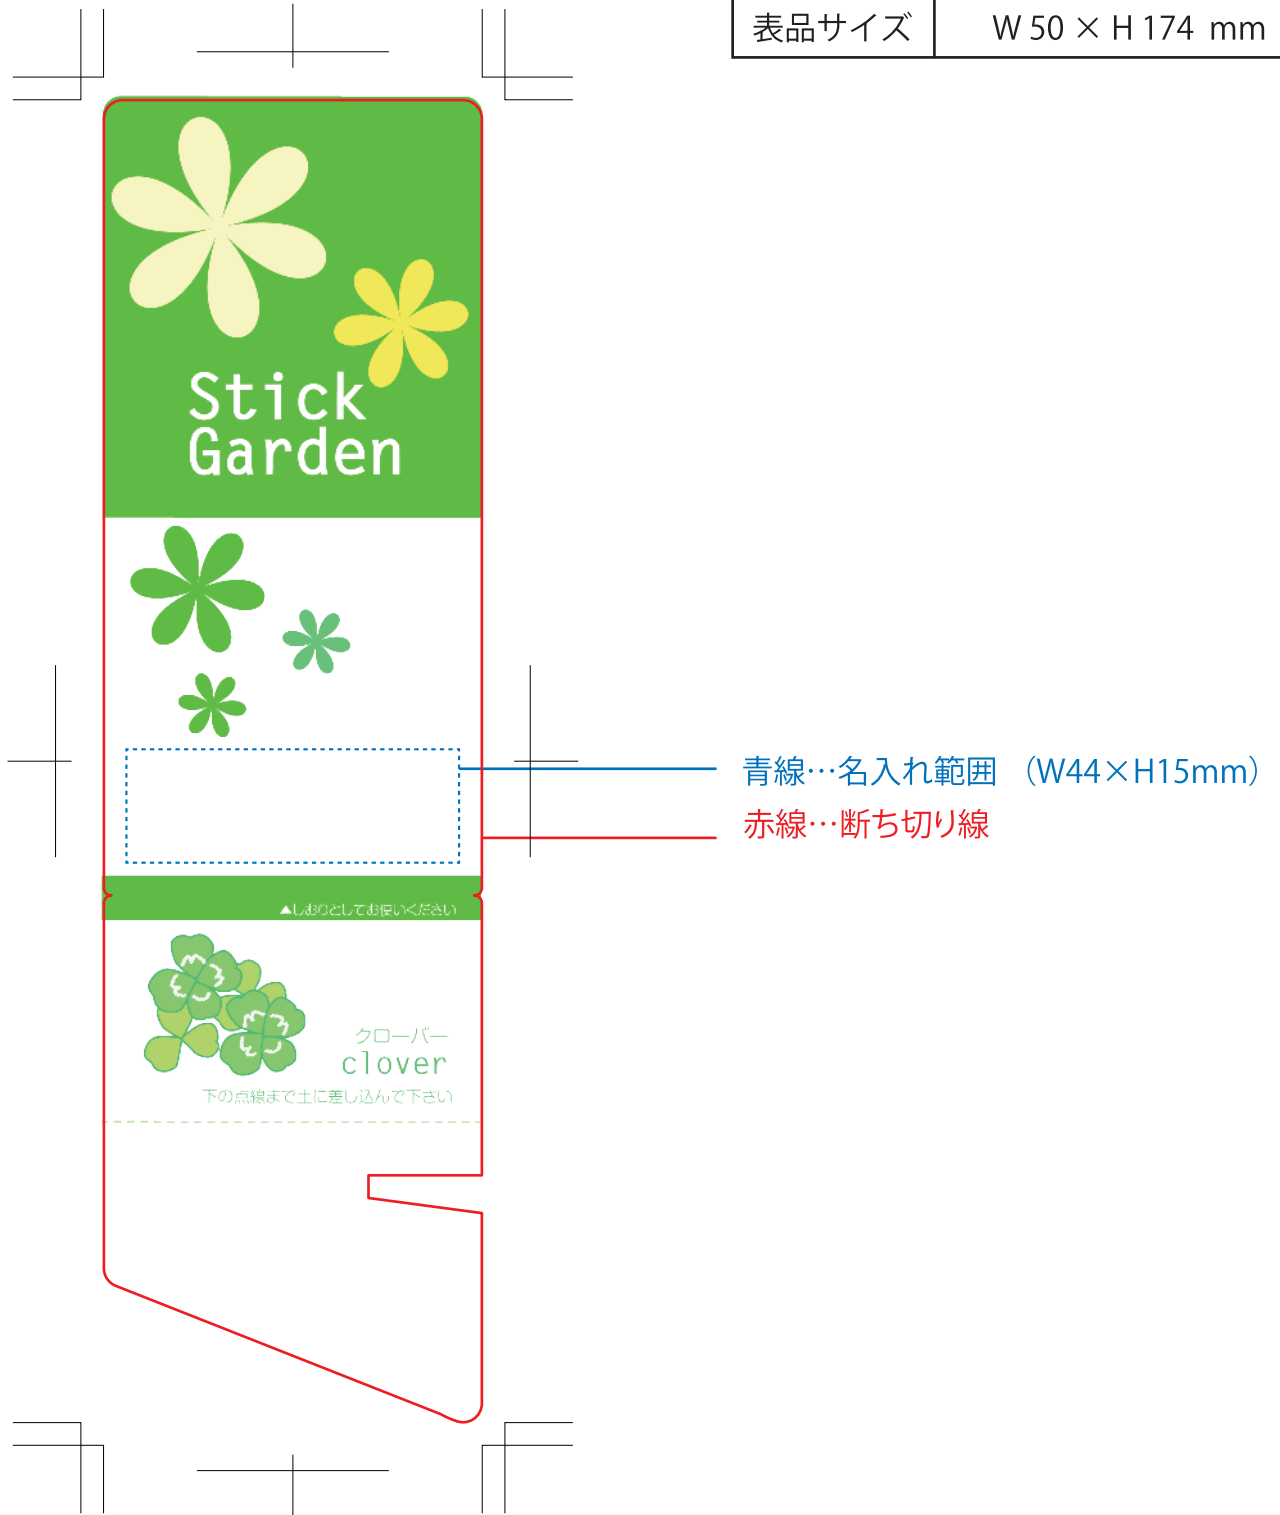 表品サイズ W 50 × H 174 mm
Stick
Garden
青線…名入れ範囲 （W44×H15mm）
赤線…断ち切り線
▲しおりとしてお使いください
クローバー
clover
下の点線まで土に差し込んで下さい